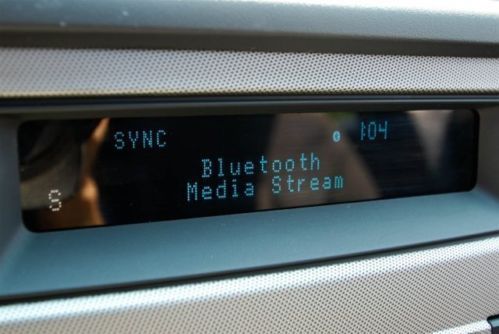 SYNC 1:04
Bluetooth
Media Stream
S